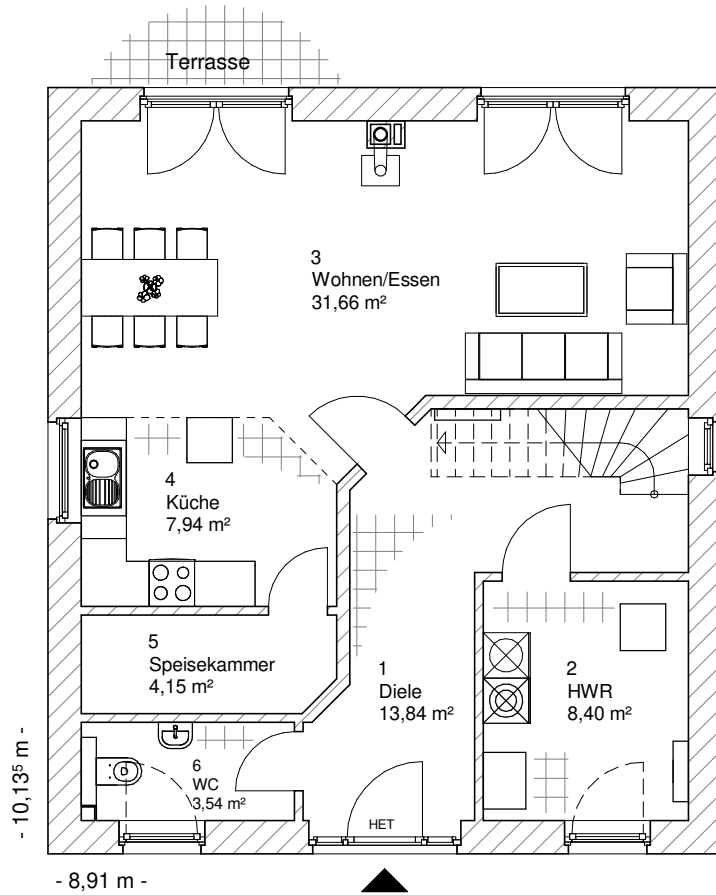 Terrasse
3
Wohnen/Essen
31,66 m²
4
Küche
7,94 m²
5
Speisekammer
4,15 m²
1
Diele
13,84 m²
2
HWR
8,40 m²
6
WC
3,54 m²
HET
- 10,13⁵ m -
- 8,91 m -